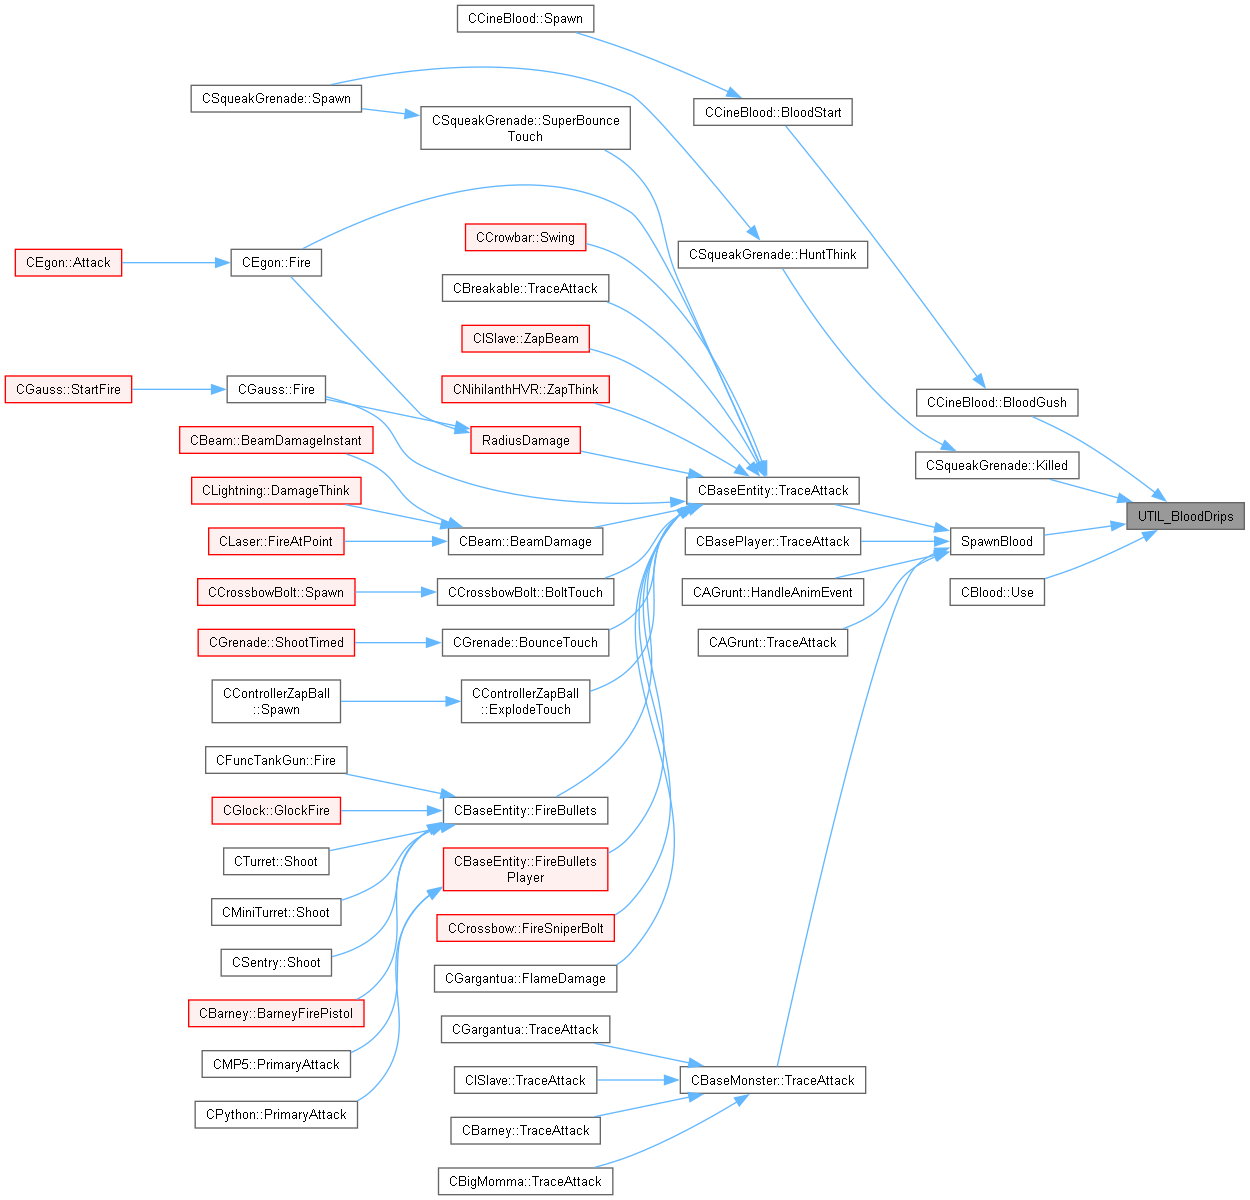 CCineBlood::Spawn
CSqueakGrenade::Spawn
CCineBlood::BloodStart
CSqueakGrenade::SuperBounce
Touch
CCrowbar::Swing
CSqueakGrenade::HuntThink
CEgon::Attack
CEgon::Fire
CBreakable::TraceAttack
CISlave::ZapBeam
CGauss::StartFire
CGauss::Fire
CNihilanthHVR::ZapThink
CCineBlood::BloodGush
CBeam::BeamDamageInstant
RadiusDamage
CSqueakGrenade::Killed
CLightning::DamageThink
CBaseEntity::TraceAttack
UTIL_BloodDrips
CLaser::FireAtPoint
CBeam::BeamDamage
CBasePlayer::TraceAttack
SpawnBlood
CCrossbowBolt::Spawn
CCrossbowBolt::BoltTouch
CAGrunt::HandleAnimEvent
CBlood::Use
CGrenade::ShootTimed
CGrenade::BounceTouch
CAGrunt::TraceAttack
CControllerZapBall
::Spawn
CControllerZapBall
::ExplodeTouch
CFuncTankGun::Fire
CGlock::GlockFire
CBaseEntity::FireBullets
CTurret::Shoot
CBaseEntity::FireBullets
Player
CMiniTurret::Shoot
CCrossbow::FireSniperBolt
CSentry::Shoot
CGargantua::FlameDamage
CBarney::BarneyFirePistol
CGargantua::TraceAttack
CMP5::PrimaryAttack
CISlave::TraceAttack
CBaseMonster::TraceAttack
CPython::PrimaryAttack
CBarney::TraceAttack
CBigMomma::TraceAttack